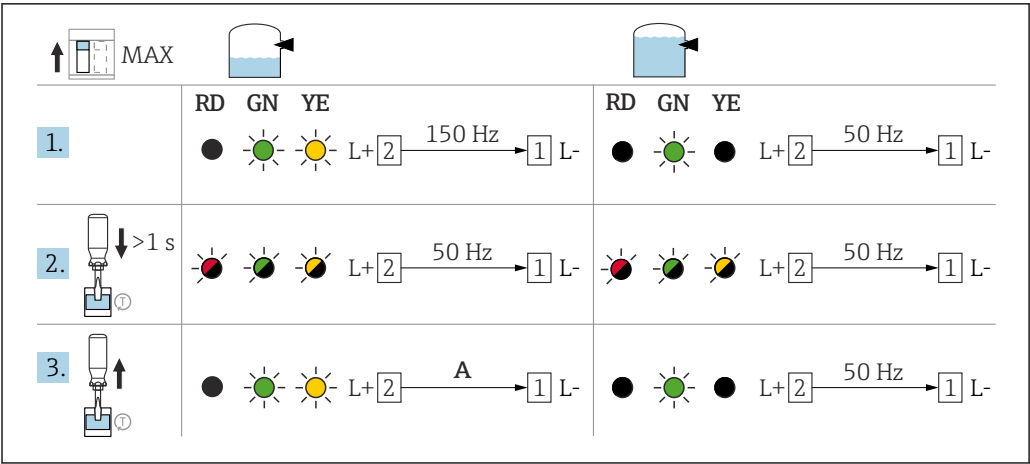 MAX
RD GN YE RD GN YE
1. L+ 2 150 Hz 1 L- L+ 2 50 Hz 1 L-
2. >1 s T L+ 2 50 Hz 1 L- L+ 2 50 Hz 1 L-
3. T L+ 2 A 1 L- L+ 2 50 Hz 1 L-